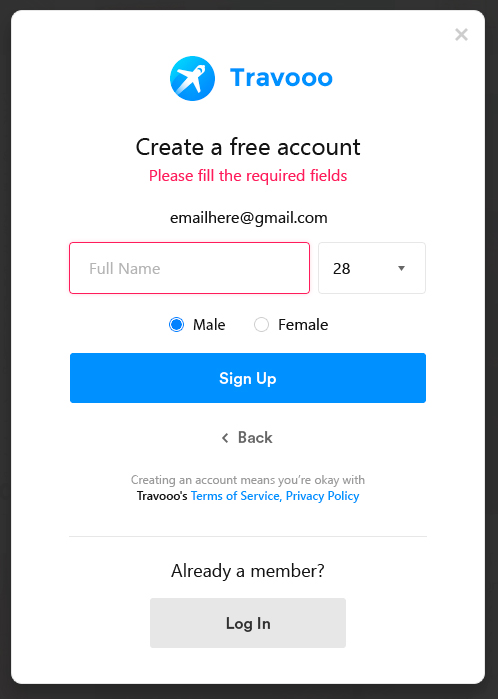 Travooo
Create a free account
Please fill the required fields
emailhere@gmail.com
Full Name
28
Male
Female
Sign Up
Back
Creating an account means you're okay with
Travooo's Terms of Service, Privacy Policy
Already a member?
Log In